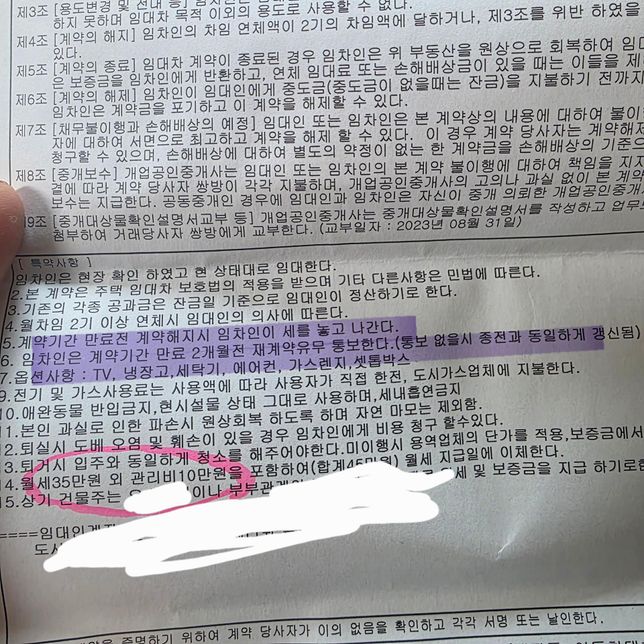 제3조 [용도변경 및 전대 등] 임차인은
하지 못하며 임대차 목적 이외의 용도로 사용할 수 없다.
제4조 [계약의 해지] 임차인의 차임 연체액이 2기의 차임액에 달하거나, 제3조를 위반 하였을
있다.
제5조 [계약의 종료] 임대차 계약이 종료된 경우 임차인은 위 부동산을 원상으로 회복하여 임대
은 보증금을 임차인에게 반환하고, 연체 임대료 또는 손해배상금이 있을 때는 이들을 제
제6조 [계약의 해제] 임차인이 임대인에게 중도금(중도금이 없을때는 잔금)을 지불하기 전까지
임차인은 계약금을 포기하고 이 계약을 해제할 수 있다.
제7조 [채무불이행과 손해배상의 예정] 임대인 또는 임차인은 본 계약상의 내용에 대하여 불이
자에 대하여 서면으로 최고하고 계약을 해제 할 수 있다. 이 경우 계약 당사자는 계약해제
청구할 수 있으며, 손해배상에 대하여 별도의 약정이 없는 한 계약금을 손해배상의 기준으
제8조 [중개보수] 개업공인중개사는 임대인 또는 임차인의 본 계약 불이행에 대하여 책임을 지지
결에 따라 계약 당사자 쌍방이 각각 지불하며, 개업공인중개사의 고의나 과실 없이 본 계약
보수는 지급한다. 공동중개인 경우에 임대인과 임차인은 자신이 중개 의뢰한 개업공인중개사
제9조 [중개대상물확인설명서교부 등] 개업공인중개사는 중개대상물확인설명서를 작성하고 업무보
첨부하여 거래당사자 쌍방에게 교부한다. (교부일자 : 2023년 08월 31일)
[ 특약사항 ]
임차인은 현장 확인 하였고 현 상태대로 임대한다.
2.본 계약은 주택 임대차 보호법의 적용을 받으며 기타 다른사항은 민법에 따른다.
3.기존의 각종 공과금은 잔금일 기준으로 임대인이 정산하기로 한다.
4.월차임 2기 이상 연체시 임대인의 의사에 따른다.
5.계약기간 만료전 계약해지시 임차인이 세를 놓고 나간다.
6. 임차인은 계약기간 만료 2개월전 재계약유무 통보한다.(통보 없을시 종전과 동일하게 갱신됨)
7.옵션사항 : TV, 냉장고,세탁기, 에어컨, 가스렌지,셋톱박스
9.전기 및 가스사용료는 사용액에 따라 사용자가 직접 한전, 도시가스업체에 지불한다.
10.애완동물 반입금지,현시설물 상태 그대로 사용하며,세내흡연금지
11.본인 과실로 인한 파손시 원상회복 하도록 하며 자연 마모는 제외함.
12.퇴실시 도배 오염 및 훼손이 있을 경우 임차인에게 비용 청구 할수있다.
13.퇴거시 입주와 동일하게 청소를 해주어야한다.미이행시 용역업체의 단가를 적용,보증금에서
14.월세35만원 외 관리비10만원을 포함하여(합계45만원) 월세 지급일에 이체한다.
15.상기 건물주는 이나 부부관계 세 및 보증금을 지급 하기로한
====임대인계좌
도시
계약을 증명하기 위하여 계약 당사자가 이의 없음을 확인하고 각각 서명 또는 날인한다.